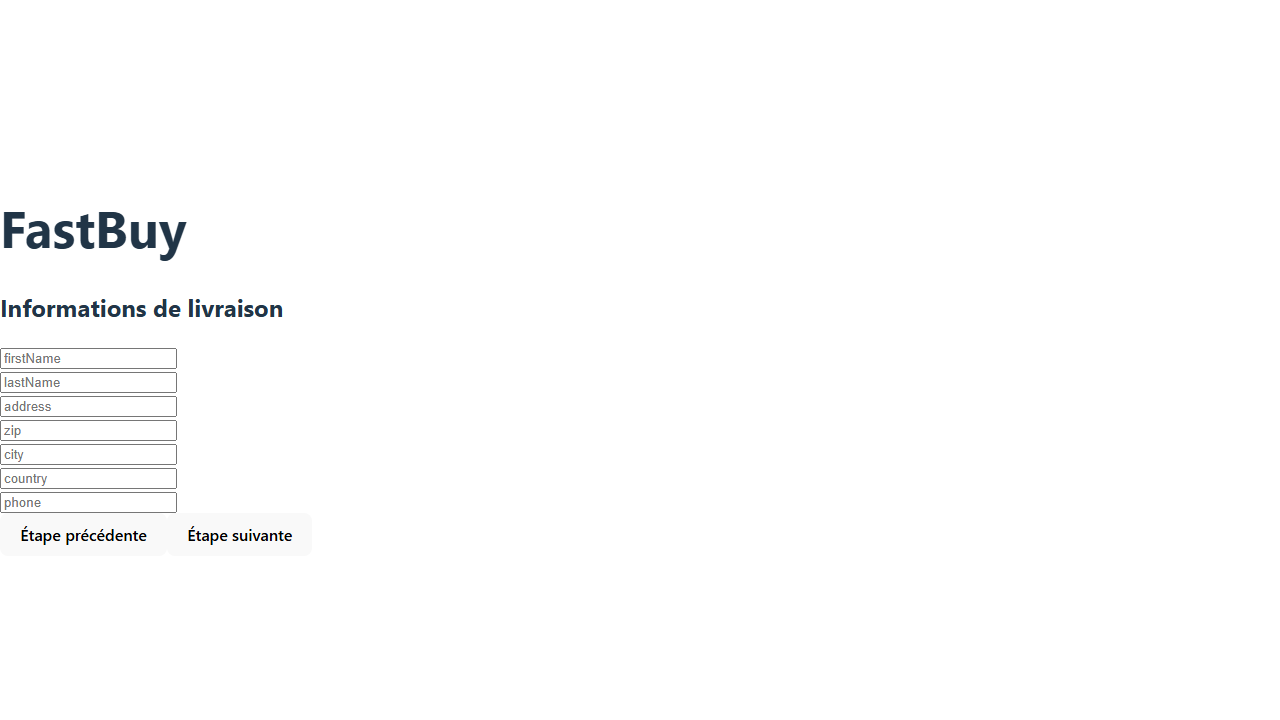 FastBuy
Informations de livraison
firstName
lastName
address
zip
city
country
phone
Étape précédente Étape suivante